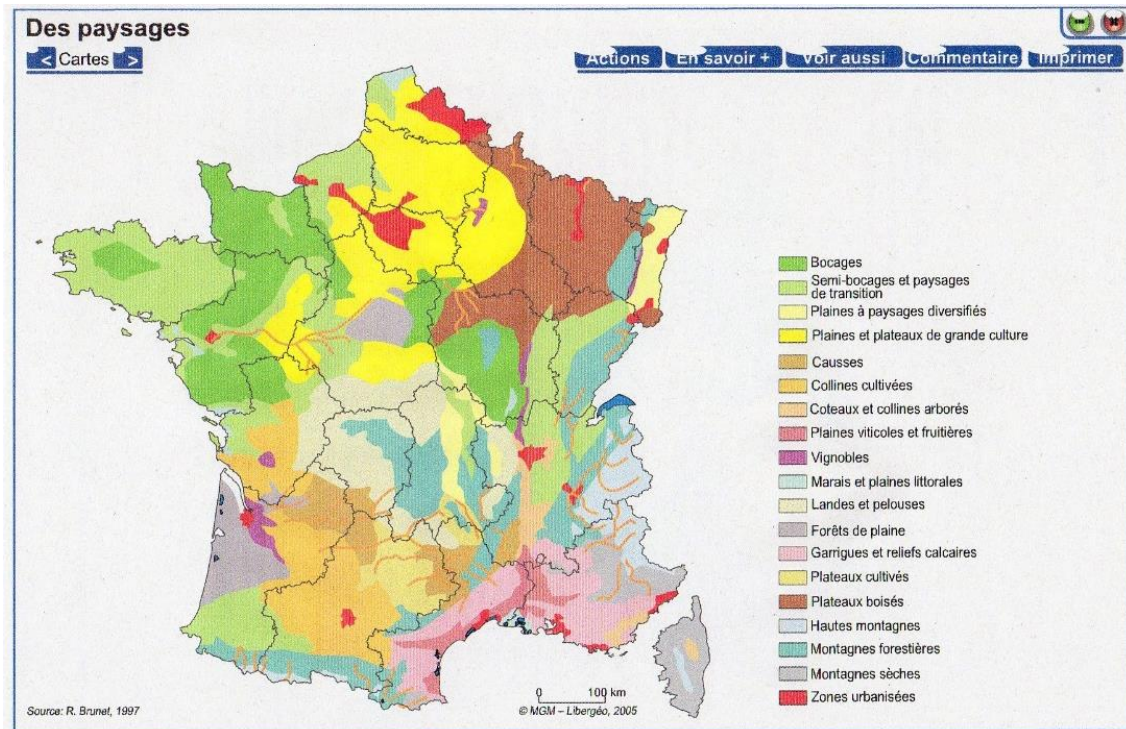 Des paysages
< Cartes >
Actions
En savoir +
Voir aussi
Commentaire
Imprimer
Bocages
Semi-bocages et paysages
de transition
Plaines à paysages diversifiés
Plaines et plateaux de grande culture
Causses
Collines cultivées
Coteaux et collines arborés
Plaines viticoles et fruitières
Vignobles
Marais et plaines littorales
Landes et pelouses
Forêts de plaine
Garrigues et reliefs calcaires
Plateaux cultivés
Plateaux boisés
Hautes montagnes
Montagnes forestières
Montagnes sèches
Zones urbanisées
0 100 km
Source: R. Brunet, 1997
© MGM – Libergéo, 2005